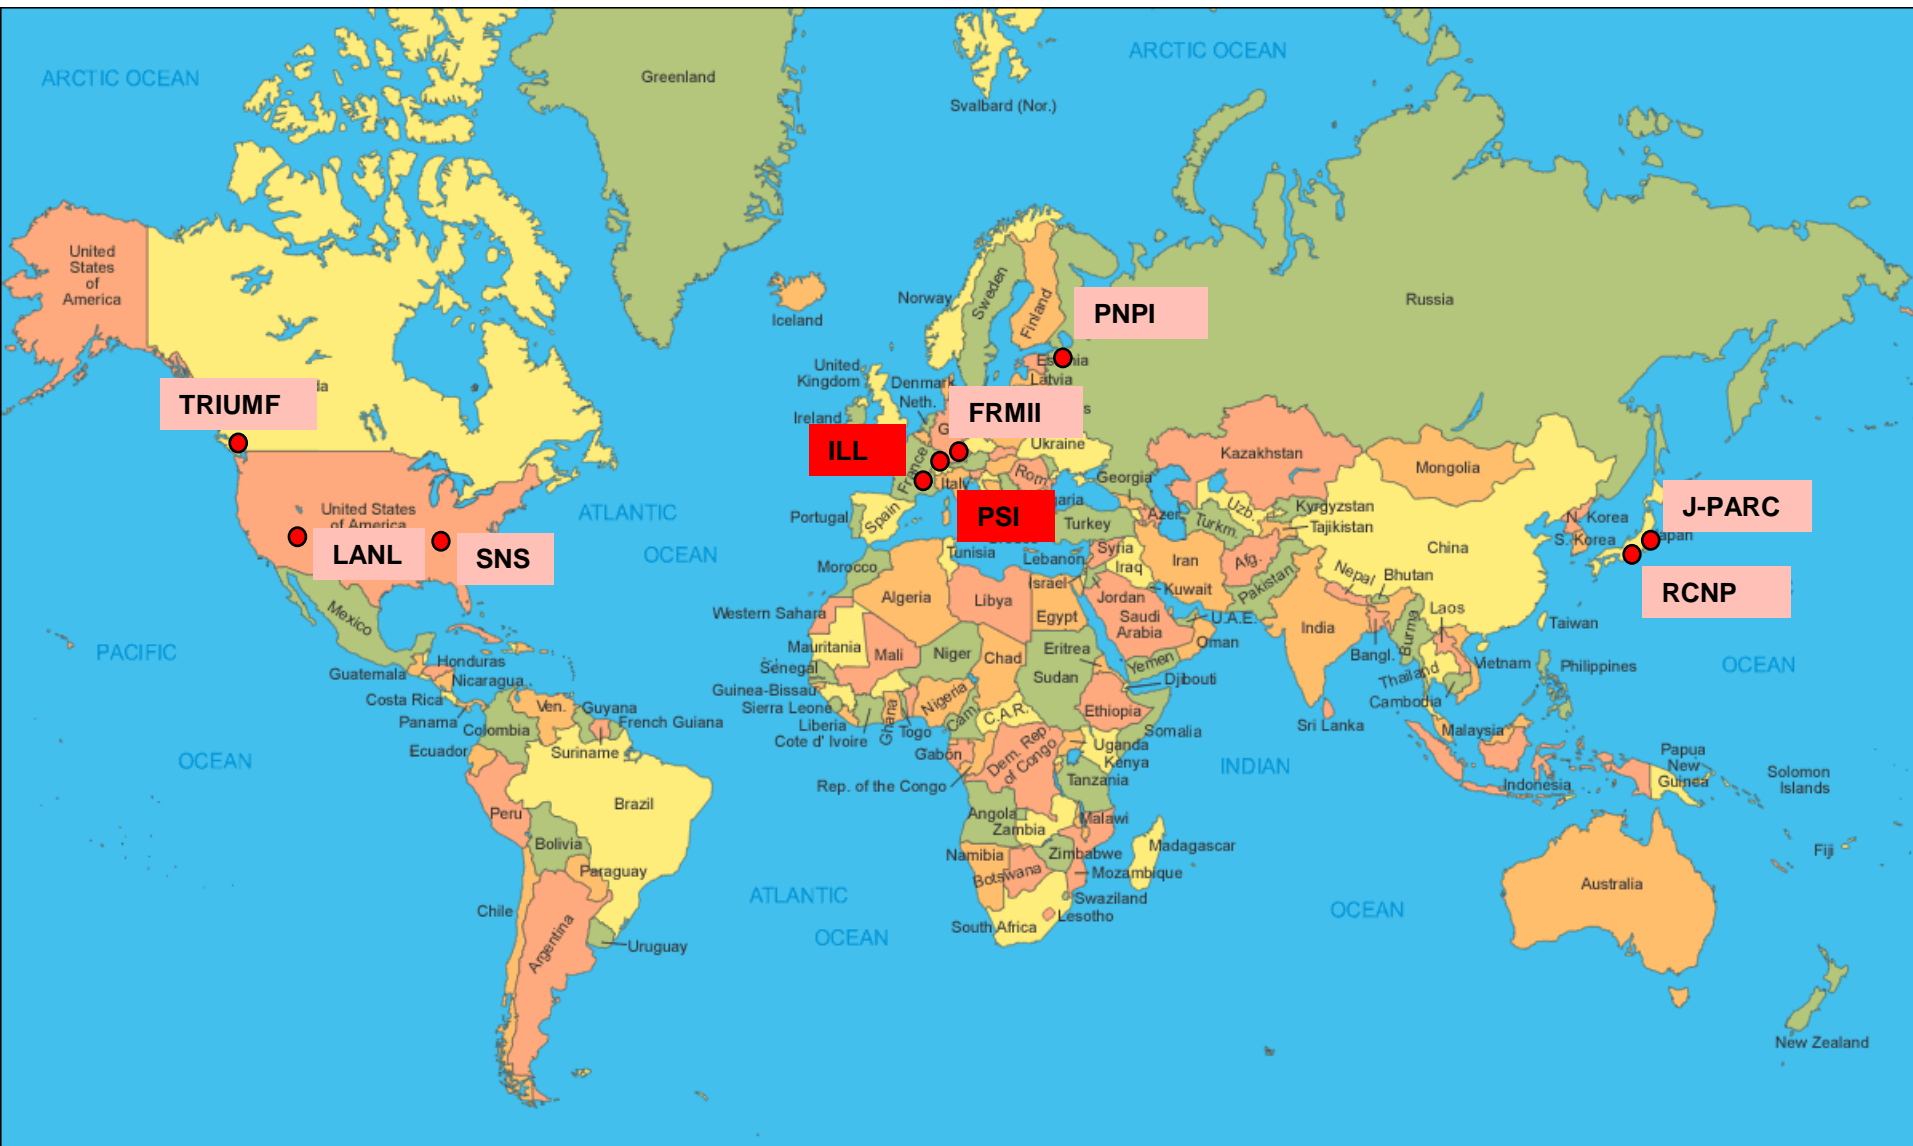 ARCTIC OCEAN
Greenland
ARCTIC OCEAN
Svalbard (Nor.)
United
States
of
America
Russia
Norway
Sweden
Finland
Iceland
PNPI
TRIUMF
United
Kingdom
Denmark
Neth.
Ireland
Latvia
FRMII
ILL
Ukraine
France
Italy
Rom.
Georgia
Kazakhstan
Mongolia
United States
of America
ATLANTIC
OCEAN
LANL
SNS
Portugal
Spain
PSI
Turkey
Azer.
Uzb.
Turkm.
Kyrgyzstan
Tajikistan
China
N. Korea
S. Korea
J-PARC
RCNP
Tunisia
Morocco
Lebanon
Syria
Israel
Iraq
Iran
Afg.
Pakistan
Nepal
Bhutan
Kuwait
Jordan
Western Sahara
Algeria
Libya
Egypt
Saudi
Arabia
U.A.E.
Oman
India
Bangl.
Burma
Laos
Taiwan
Mexico
PACIFIC
Mauritania
Mali
Niger
Chad
Eritrea
Sudan
Yemen
Djibouti
Thailand
Vietnam
Cambodia
Philippines
OCEAN
Honduras
Guatemala
Nicaragua
Costa Rica
Panama
Senegal
Guinea-Bissau
Sierra Leone
Liberia
Cote d' Ivoire
Ghana
Togo
Nigeria
Cam.
C.A.R.
Ethiopia
Somalia
Sri Lanka
Malaysia
Ven.
Guyana
French Guiana
Colombia
Suriname
Ecuador
OCEAN
Gabon
Rep. of the Congo
Dem. Rep.
of Congo
Uganda
Kenya
Tanzania
INDIAN
Indonesia
Papua
New
Guinea
Solomon
Islands
Peru
Brazil
Bolivia
Paraguay
Angola
Zambia
Malawi
Namibia
Botswana
Zimbabwe
Mozambique
Madagascar
Swaziland
Lesotho
South Africa
Fiji
Australia
ATLANTIC
OCEAN
OCEAN
Chile
Argentina
Uruguay
New Zealand